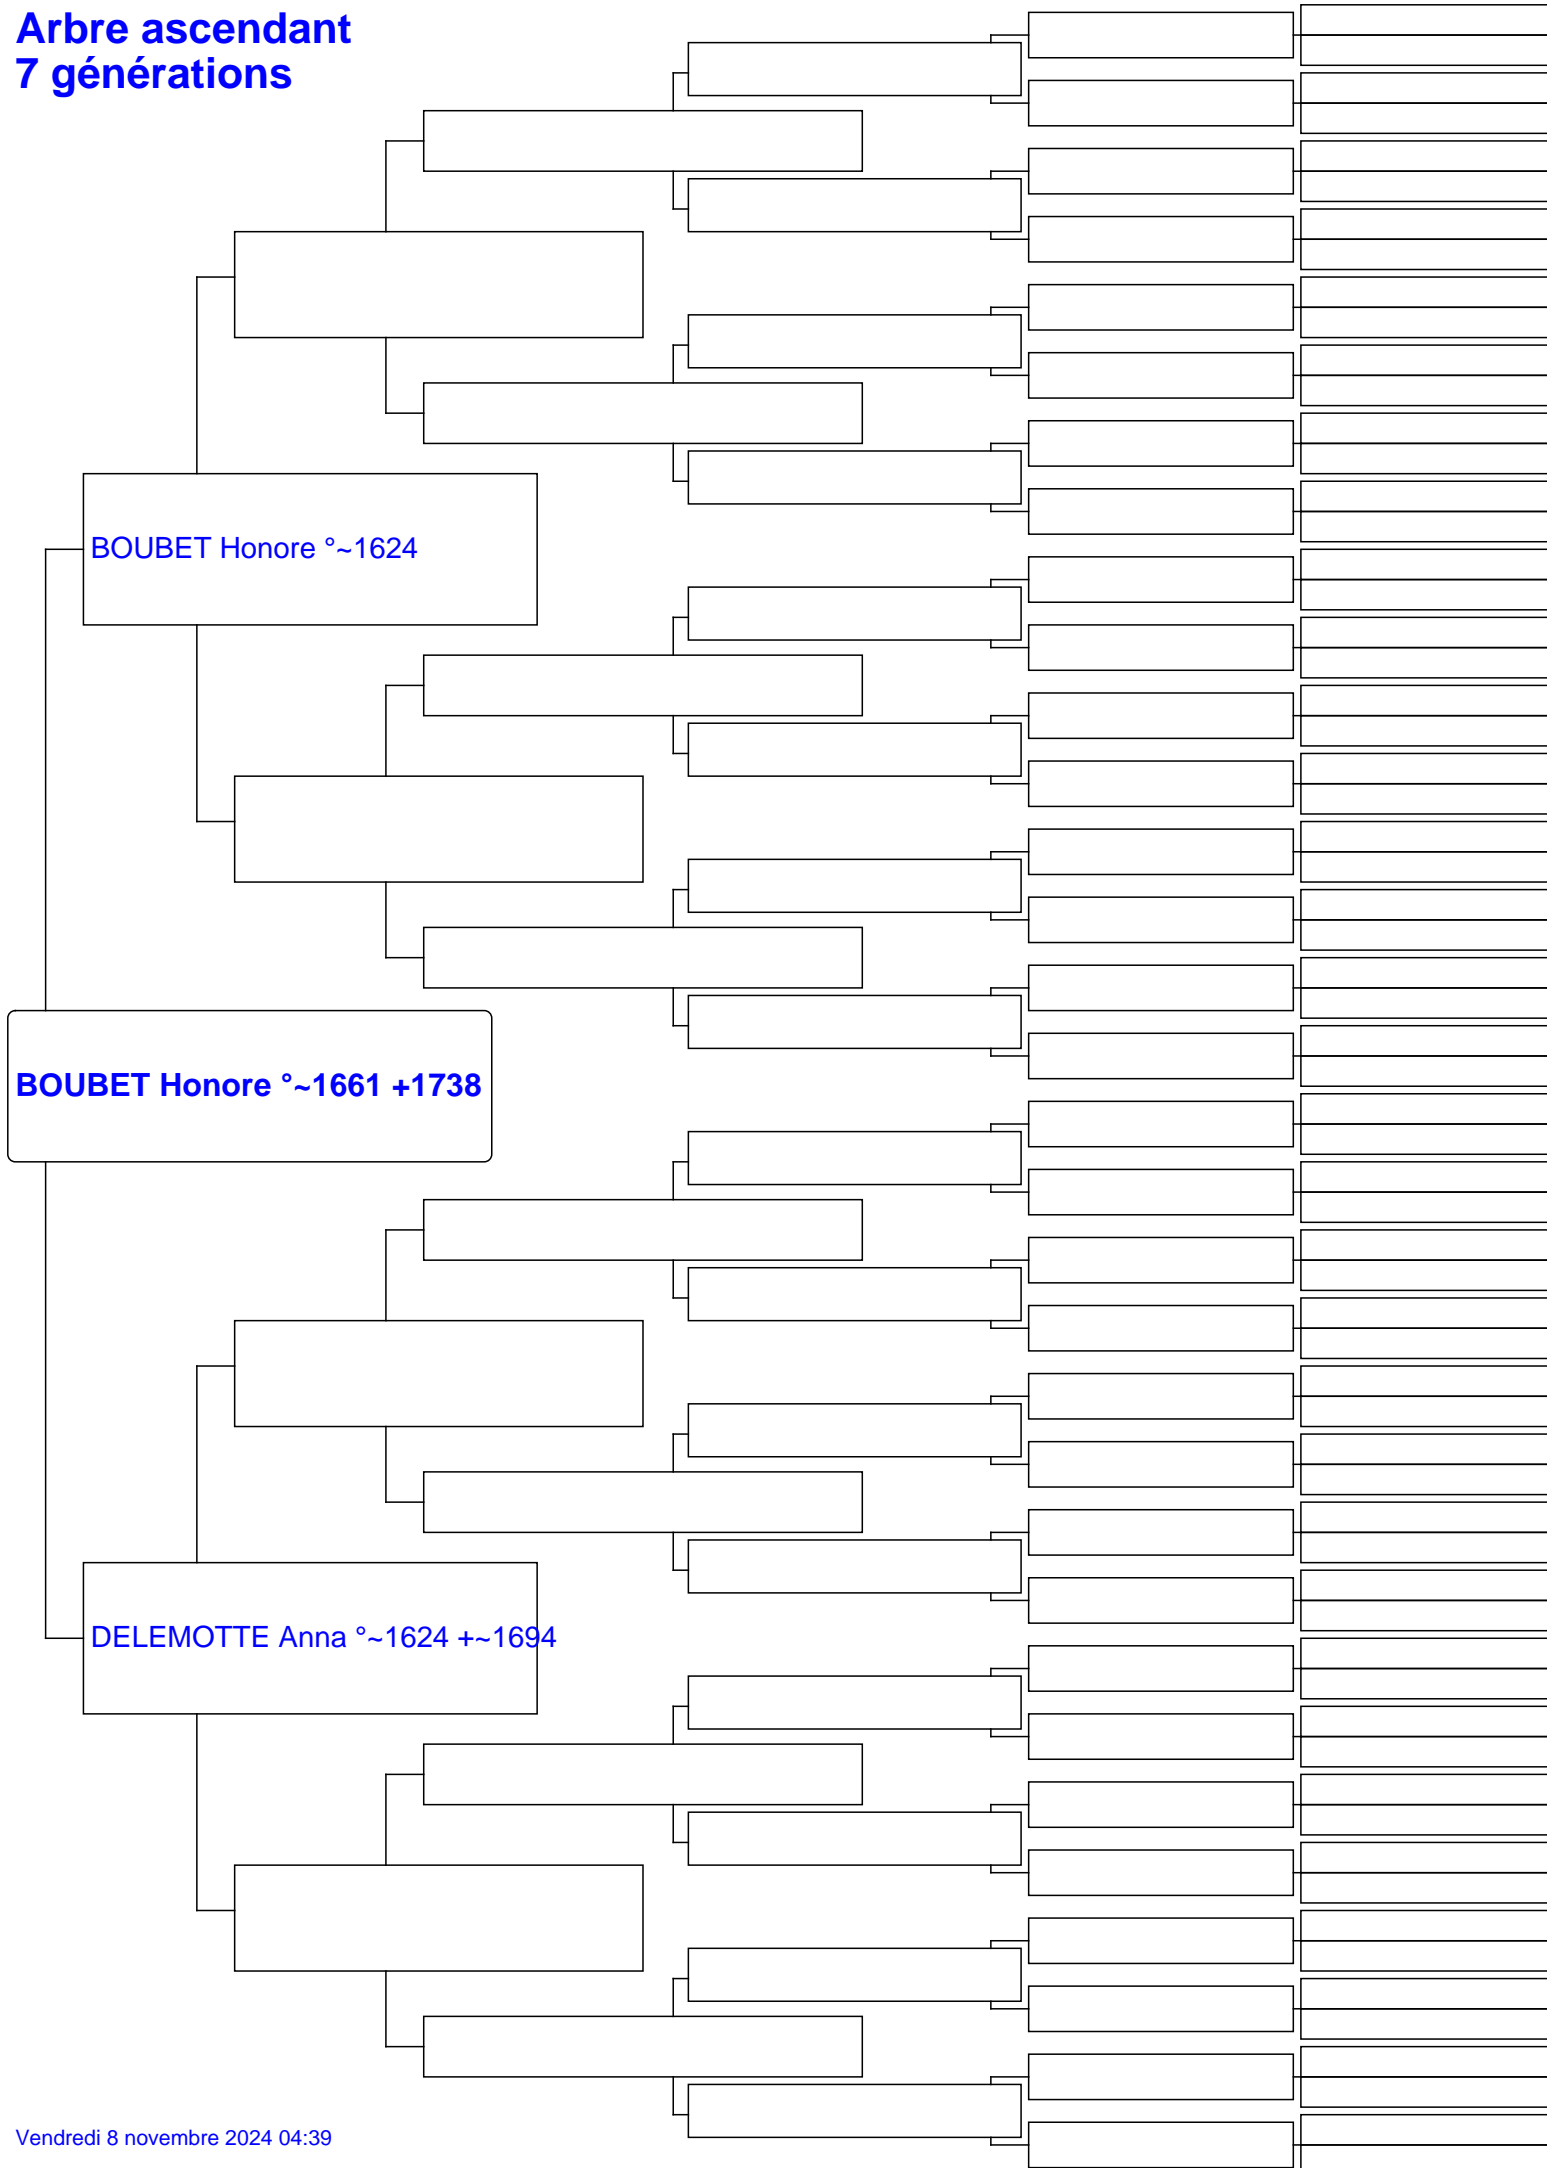 Arbre ascendant
7 générations
BOUBET Honore °~1624
BOUBET Honore °~1661 +1738
DELEMOTTE Anna °~1624 +~1694
Vendredi 8 novembre 2024 04:39